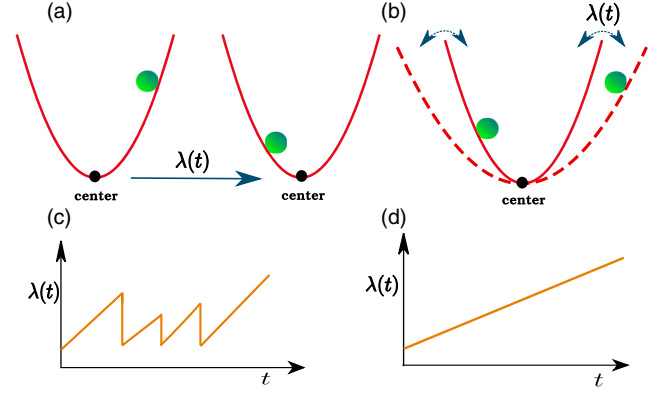 (a)
(b)
λ(t)
λ(t)
center
center
center
(c)
(d)
λ(t)
λ(t)
t
t